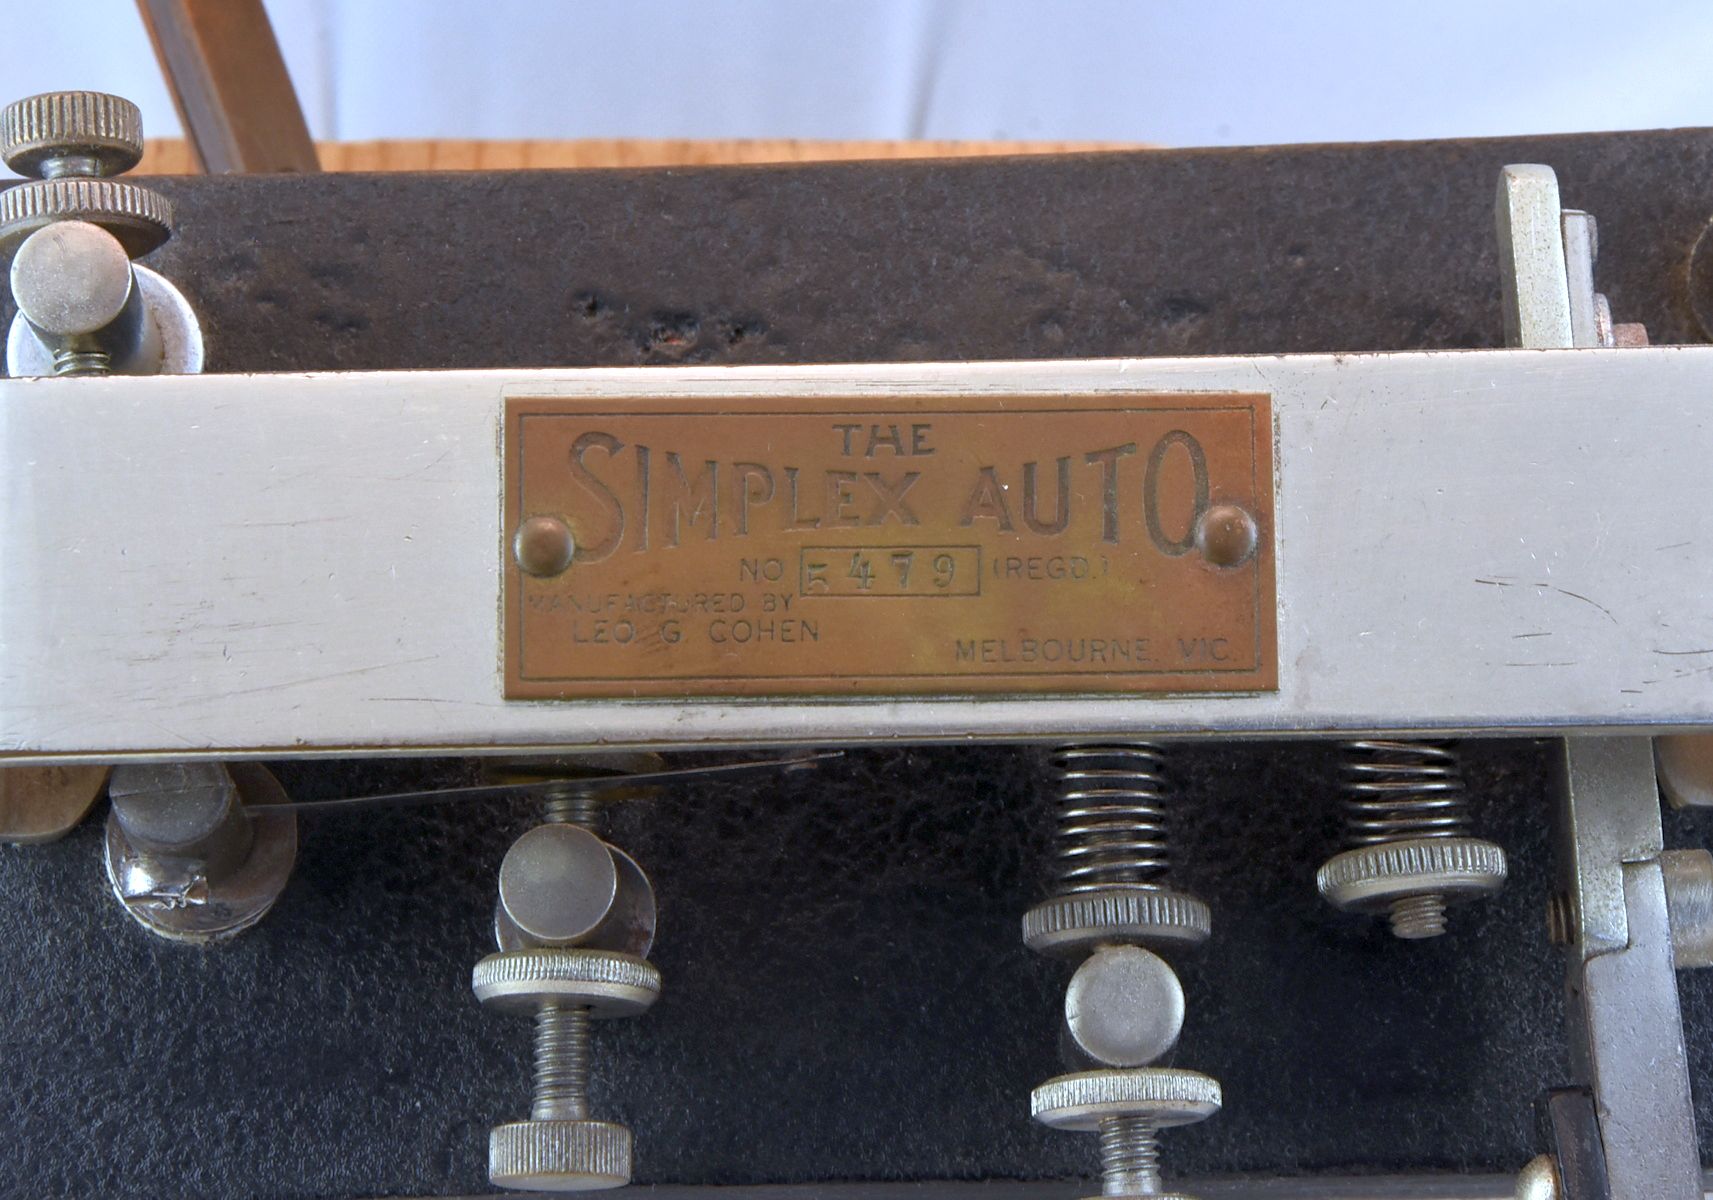 THE
SIMPLEX AUTO
NO 5479 (REGD.)
MANUFACTURED BY
LEO G COHEN
MELBOURNE VIC